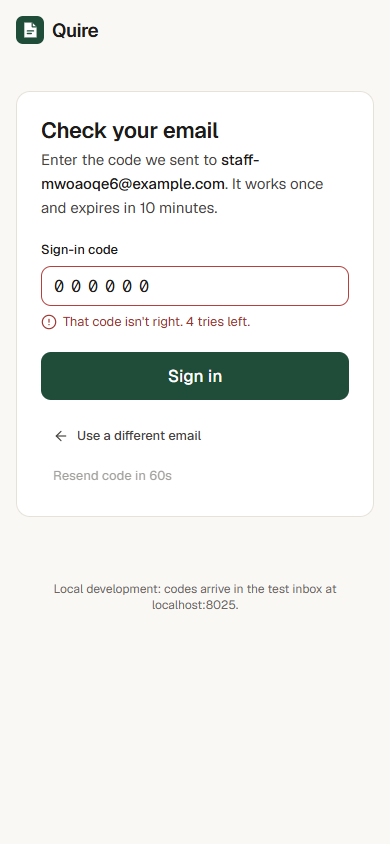 Quire
Check your email
Enter the code we sent to staff-
mwoaoqe6@example.com. It works once
and expires in 10 minutes.
Sign-in code
000000
That code isn't right. 4 tries left.
Sign in
Use a different email
Resend code in 60s
Local development: codes arrive in the test inbox at
localhost:8025.